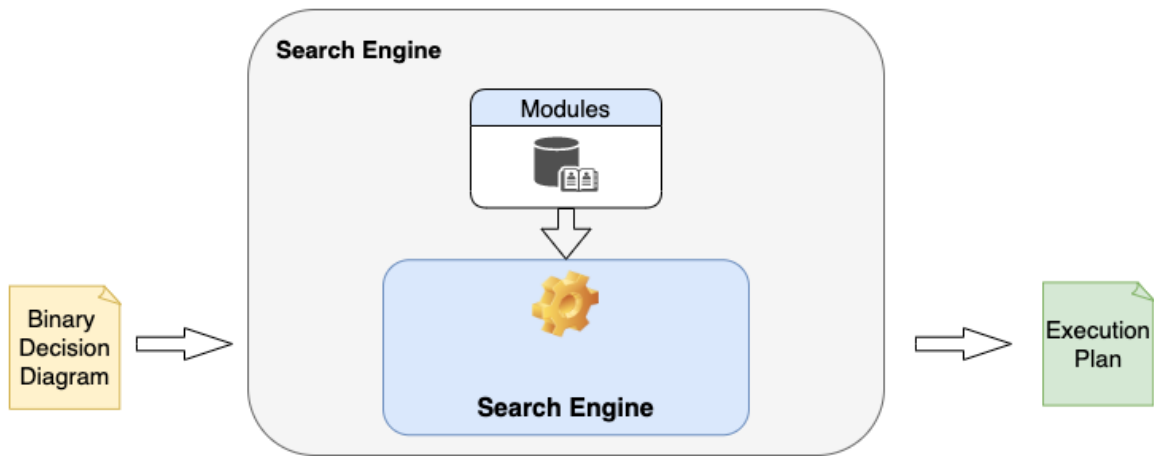 Search Engine
Modules
Binary
Decision
Diagram
Search Engine
Execution
Plan